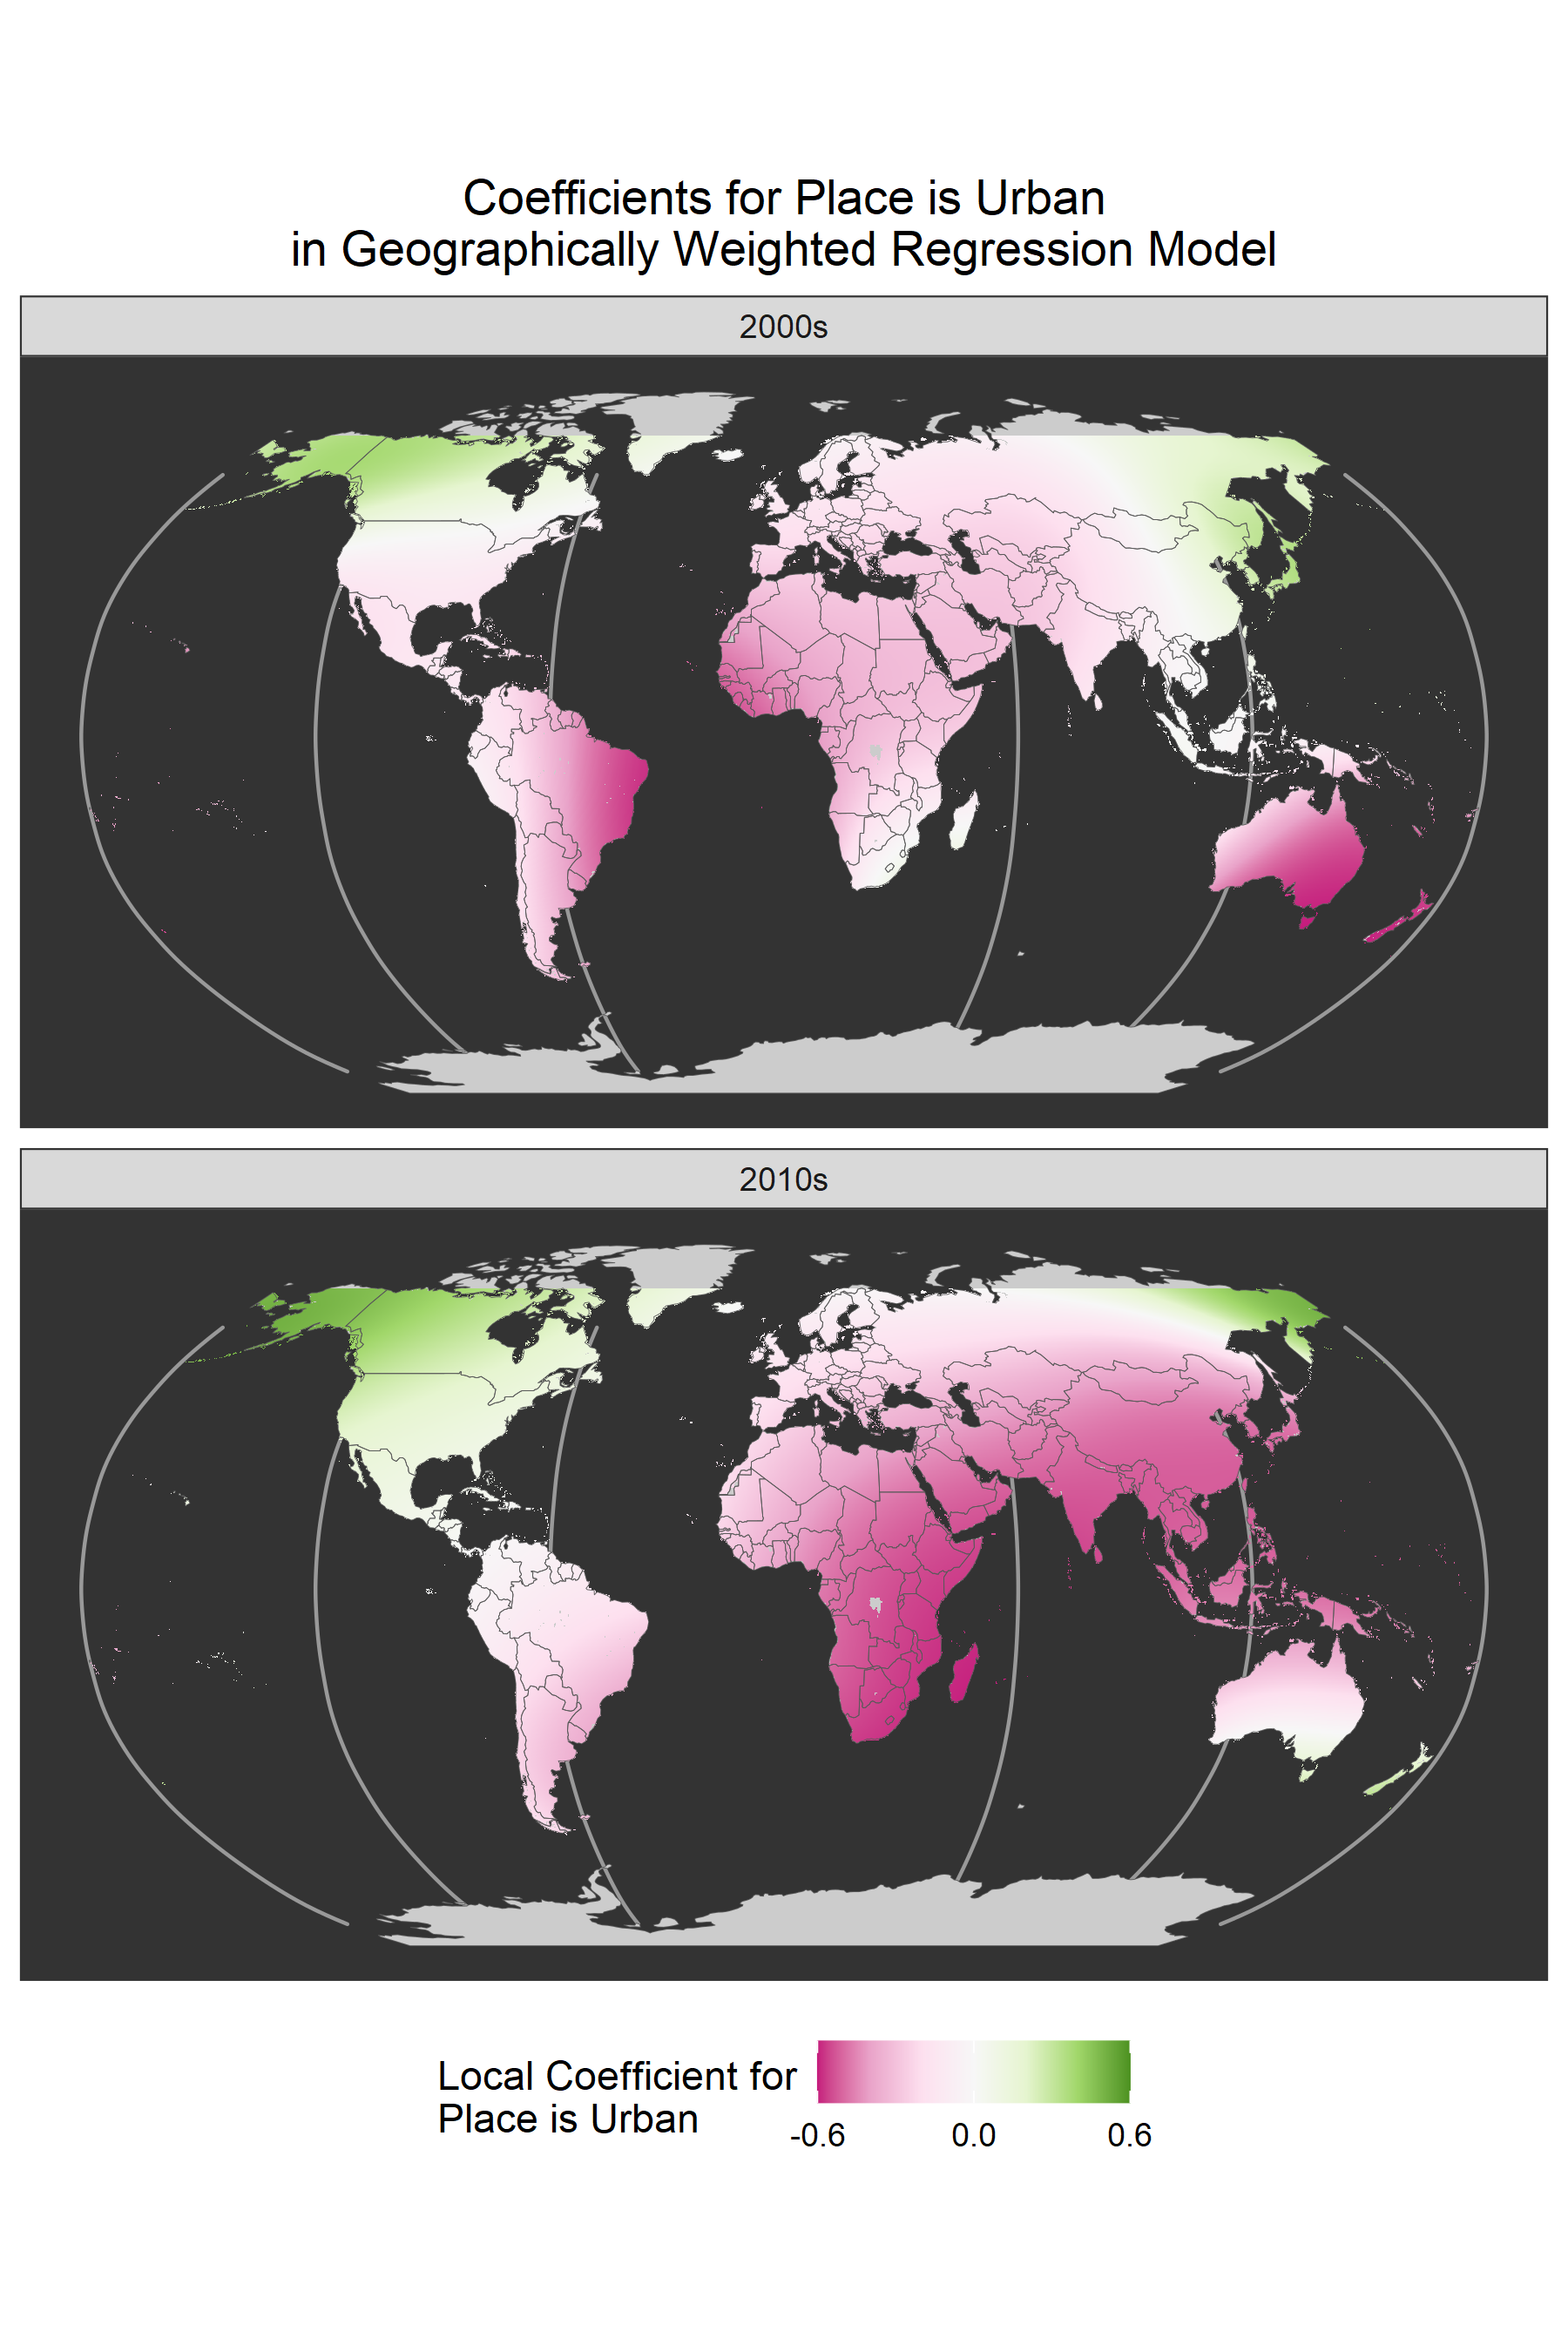 Coefficients for Place is Urban
in Geographically Weighted Regression Model
2000s
2010s
Local Coefficient for
Place is Urban
-0.6 0.0 0.6